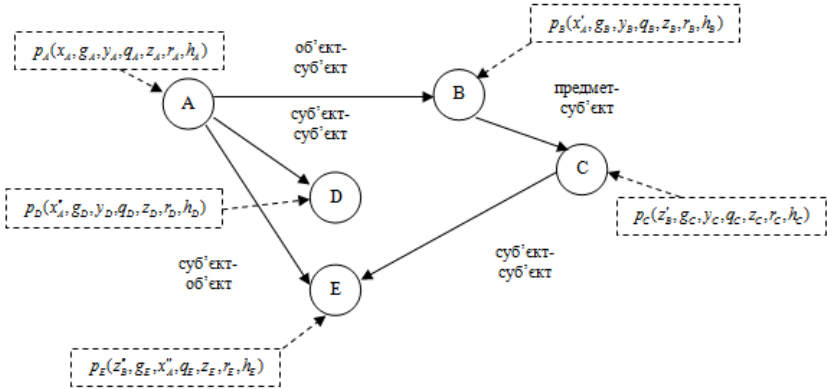 p_B(x'_A, g_B, y_B, q_B, z_B, r_B, h_B)
p_A(x_A, g_A, y_A, q_A, z_A, r_A, h_A)
об’єкт-
суб’єкт
A
B
предмет-
суб’єкт
суб’єкт-
суб’єкт
C
D
p_D(x''_A, g_D, y_D, q_D, z_D, r_D, h_D)
p_C(z'_B, g_C, y_C, q_C, z_C, r_C, h_C)
суб’єкт-
об’єкт
суб’єкт-
суб’єкт
E
p_E(z''_B, g_E, x''_A, q_E, z_E, r_E, h_E)